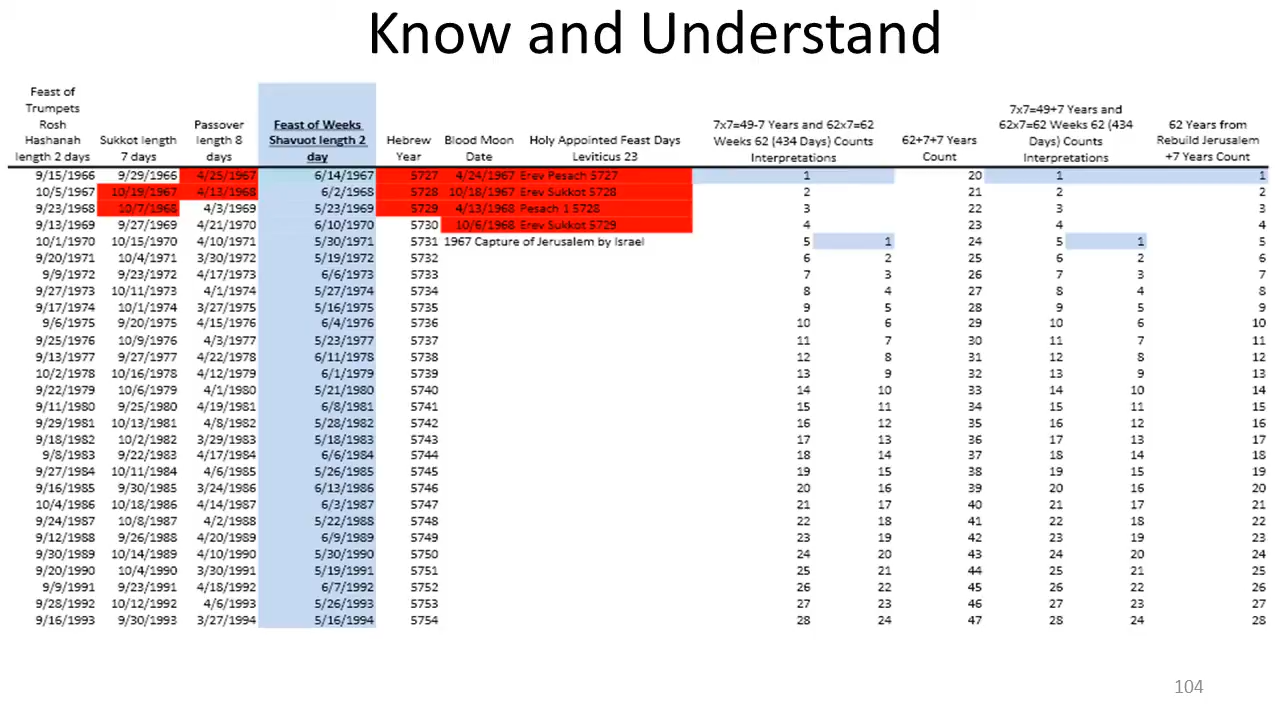 Know and Understand
Feast of
Trumpets
Rosh
Hashanah
length 2 days
Sukkot length
7 days
Passover
length 8
days
Feast of Weeks
Shavuot length 2
day
Hebrew
Year
Blood Moon
Date
Holy Appointed Feast Days
Leviticus 23
7x7=49-7 Years and 62x7=62
Weeks 62 (434 Days) Counts
Interpretations
62+7+7 Years
Count
7x7=49+7 Years and
62x7=62 Weeks 62 (434
Days) Counts
Interpretations
62 Years from
Rebuild Jerusalem
+7 Years Count
9/15/1966 9/29/1966 4/25/1967 6/14/1967 5727 4/24/1967 Erev Pesach 5727 1 20 1 1
10/5/1967 10/19/1967 4/13/1968 6/2/1968 5728 10/18/1967 Erev Sukkot 5728 2 21 2 2
9/23/1968 10/7/1968 4/3/1969 5/23/1969 5729 4/13/1968 Pesach 1 5728 3 22 3 3
9/13/1969 9/27/1969 4/21/1970 6/10/1970 5730 10/6/1968 Erev Sukkot 5729 4 23 4 4
10/1/1970 10/15/1970 4/10/1971 5/30/1971 5731 1967 Capture of Jerusalem by Israel 5 1 24 5 1 5
9/20/1971 10/4/1971 3/30/1972 5/19/1972 5732 6 2 25 6 2 6
9/9/1972 9/23/1972 4/17/1973 6/6/1973 5733 7 3 26 7 3 7
9/27/1973 10/11/1973 4/1/1974 5/27/1974 5734 8 4 27 8 4 8
9/17/1974 10/1/1974 3/27/1975 5/16/1975 5735 9 5 28 9 5 9
9/6/1975 9/20/1975 4/15/1976 6/4/1976 5736 10 6 29 10 6 10
9/25/1976 10/9/1976 4/3/1977 5/23/1977 5737 11 7 30 11 7 11
9/13/1977 9/27/1977 4/22/1978 6/11/1978 5738 12 8 31 12 8 12
10/2/1978 10/16/1978 4/12/1979 6/1/1979 5739 13 9 32 13 9 13
9/22/1979 10/6/1979 4/1/1980 5/21/1980 5740 14 10 33 14 10 14
9/11/1980 9/25/1980 4/19/1981 6/8/1981 5741 15 11 34 15 11 15
9/29/1981 10/13/1981 4/8/1982 5/28/1982 5742 16 12 35 16 12 16
9/18/1982 10/2/1982 3/29/1983 5/18/1983 5743 17 13 36 17 13 17
9/8/1983 9/22/1983 4/17/1984 6/6/1984 5744 18 14 37 18 14 18
9/27/1984 10/11/1984 4/6/1985 5/26/1985 5745 19 15 38 19 15 19
9/16/1985 9/30/1985 3/24/1986 6/13/1986 5746 20 16 39 20 16 20
10/4/1986 10/18/1986 4/14/1987 6/3/1987 5747 21 17 40 21 17 21
9/24/1987 10/8/1987 4/2/1988 5/22/1988 5748 22 18 41 22 18 22
9/12/1988 9/26/1988 4/20/1989 6/9/1989 5749 23 19 42 23 19 23
9/30/1989 10/14/1989 4/10/1990 5/30/1990 5750 24 20 43 24 20 24
9/20/1990 10/4/1990 3/30/1991 5/19/1991 5751 25 21 44 25 21 25
9/9/1991 9/23/1991 4/18/1992 6/7/1992 5752 26 22 45 26 22 26
9/28/1992 10/12/1992 4/6/1993 5/26/1993 5753 27 23 46 27 23 27
9/16/1993 9/30/1993 3/27/1994 5/16/1994 5754 28 24 47 28 24 28
104